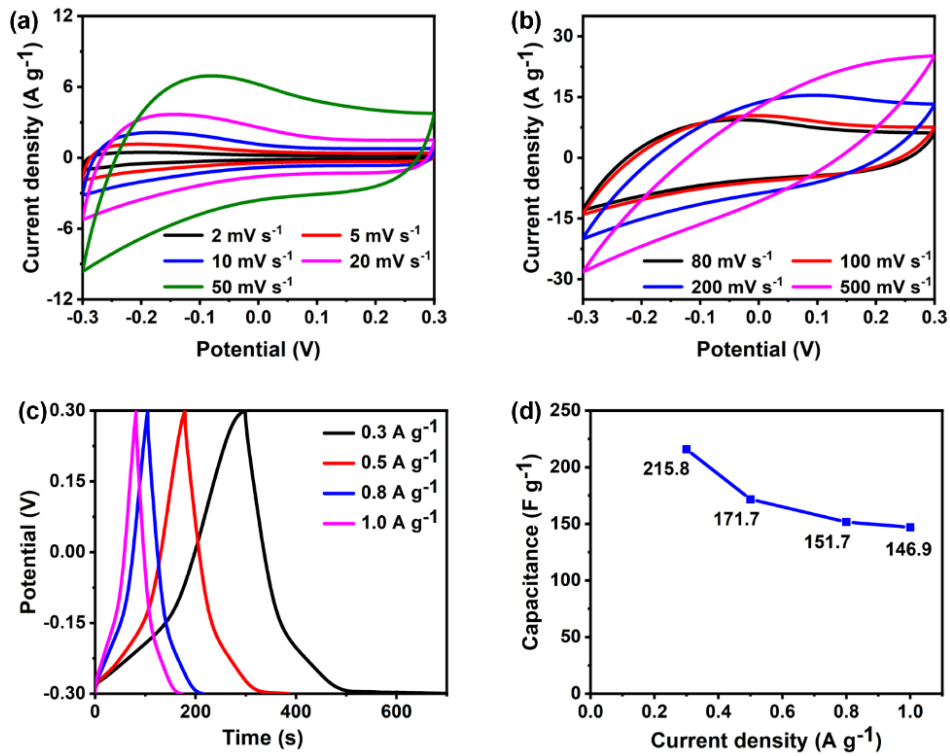 (a)
12
6
0
-6
-12
Current density (A g⁻¹)
2 mV s⁻¹ 5 mV s⁻¹
10 mV s⁻¹ 20 mV s⁻¹
50 mV s⁻¹
-0.3 -0.2 -0.1 0.0 0.1 0.2 0.3
Potential (V)
(b)
30
15
0
-15
-30
Current density (A g⁻¹)
80 mV s⁻¹ 100 mV s⁻¹
200 mV s⁻¹ 500 mV s⁻¹
-0.3 -0.2 -0.1 0.0 0.1 0.2 0.3
Potential (V)
(c)
0.30
0.15
0.00
-0.15
-0.30
Potential (V)
0.3 A g⁻¹
0.5 A g⁻¹
0.8 A g⁻¹
1.0 A g⁻¹
0 200 400 600
Time (s)
(d)
250
200
150
100
50
0
Capacitance (F g⁻¹)
215.8
171.7
151.7
146.9
0.0 0.2 0.4 0.6 0.8 1.0
Current density (A g⁻¹)